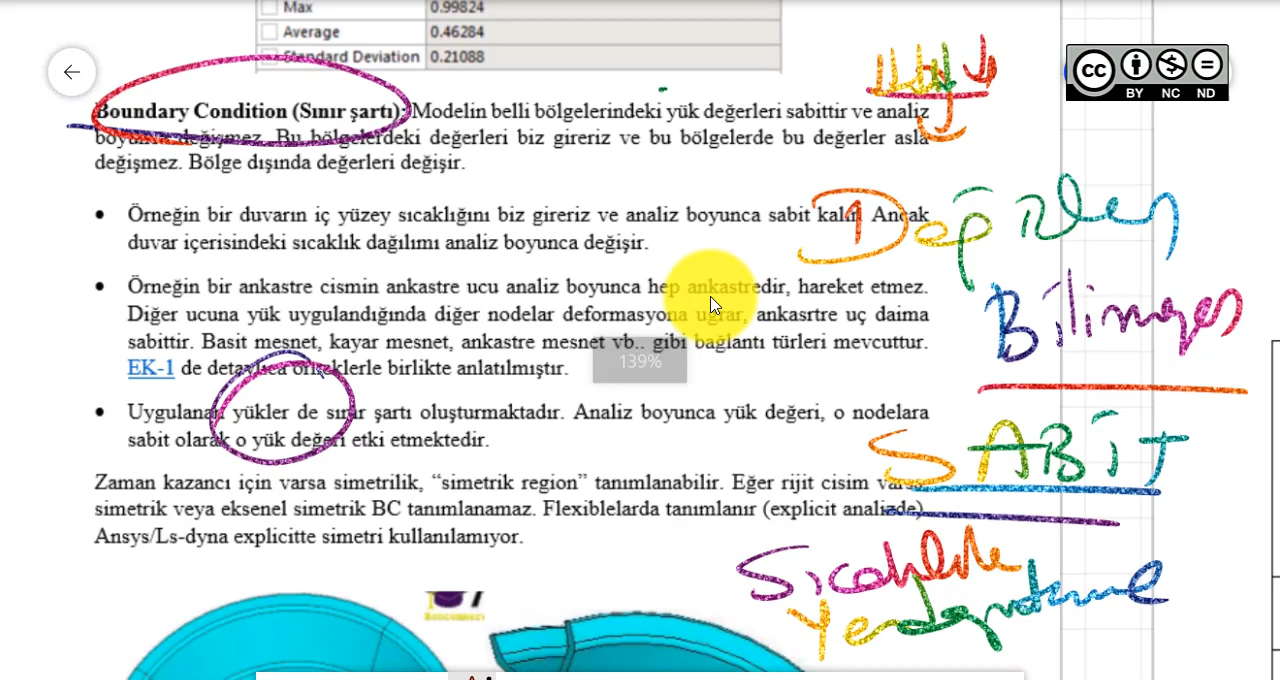 Max 0.99824
Average 0.46284
Standard Deviation 0.21088
CC BY NC ND
Boundary Condition (Sınır şartı): Modelin belli bölgelerindeki yük değerleri sabittir ve analiz
boyunca değişmez. Bu bölgelerdeki değerleri biz gireriz ve bu bölgelerde bu değerler asla
değişmez. Bölge dışında değerleri değişir.
• Örneğin bir duvarın iç yüzey sıcaklığını biz gireriz ve analiz boyunca sabit kalır. Ancak
duvar içerisindeki sıcaklık dağılımı analiz boyunca değişir.
• Örneğin bir ankastre cismin ankastre ucu analiz boyunca hep ankastredir, hareket etmez.
Diğer ucuna yük uygulandığında diğer nodelar deformasyona uğrar, ankasrtre uç daima
sabittir. Basit mesnet, kayar mesnet, ankastre mesnet vb.. gibi bağlantı türleri mevcuttur.
EK-1 de detaylıca örneklerle birlikte anlatılmıştır.
139%
• Uygulanan yükler de sınır şartı oluşturmaktadır. Analiz boyunca yük değeri, o nodelara
sabit olarak o yük değeri etki etmektedir.
Zaman kazancı için varsa simetrilik, “simetrik region” tanımlanabilir. Eğer rijit cisim varsa
simetrik veya eksenel simetrik BC tanımlanamaz. Flexiblelarda tanımlanır (explicit analizde).
Ansys/Ls-dyna explicitte simetri kullanılamıyor.
1
Bilinmeyen
SABİT
Sıcaklık
Yerdeğiştirme